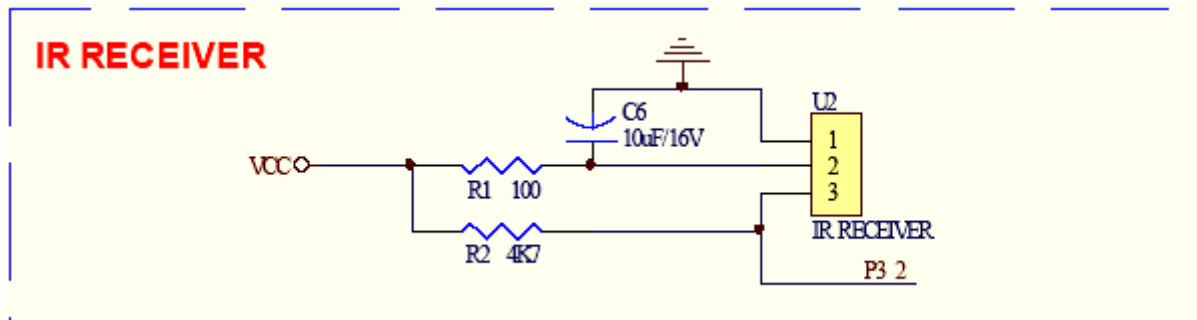 IR RECEIVER
C6
10uF/16V
U2
1
2
3
VCC
R1 100
R2 4K7
IR RECEIVER
P3 2